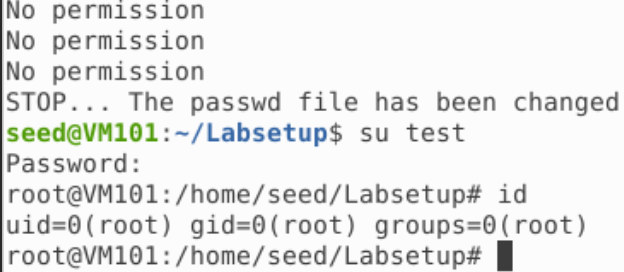 No permission
No permission
No permission
STOP... The passwd file has been changed
seed@VM101:~/Labsetup$ su test
Password:
root@VM101:/home/seed/Labsetup# id
uid=0(root) gid=0(root) groups=0(root)
root@VM101:/home/seed/Labsetup#